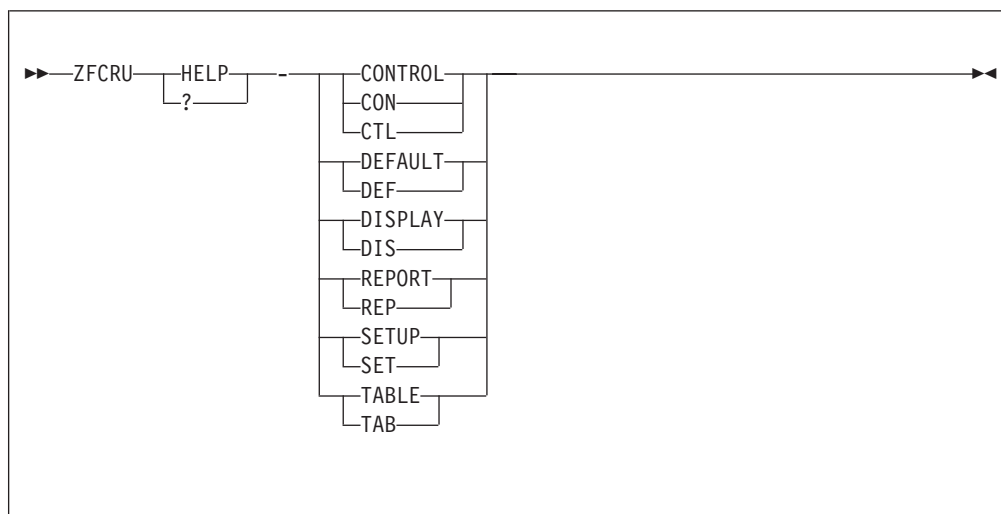 ZFCRU HELP - CONTROL
? CON
CTL
DEFAULT
DEF
DISPLAY
DIS
REPORT
REP
SETUP
SET
TABLE
TAB